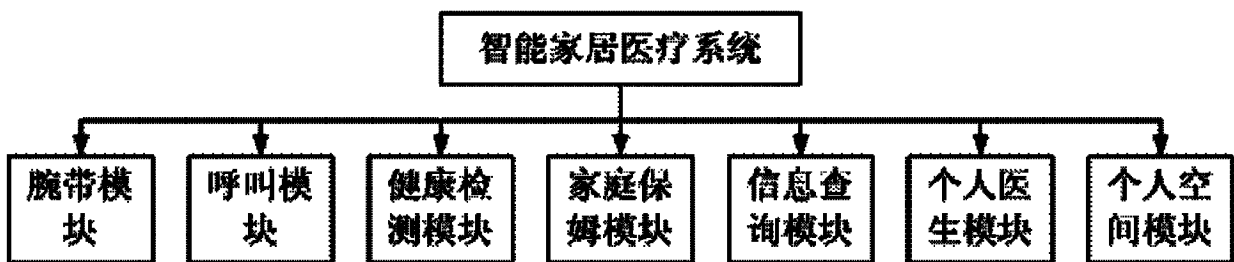 智能家居医疗系统
腕带模
块
呼叫模
块
健康检
测模块
家庭保
姆模块
信息查
询模块
个人医
生模块
个人空
间模块